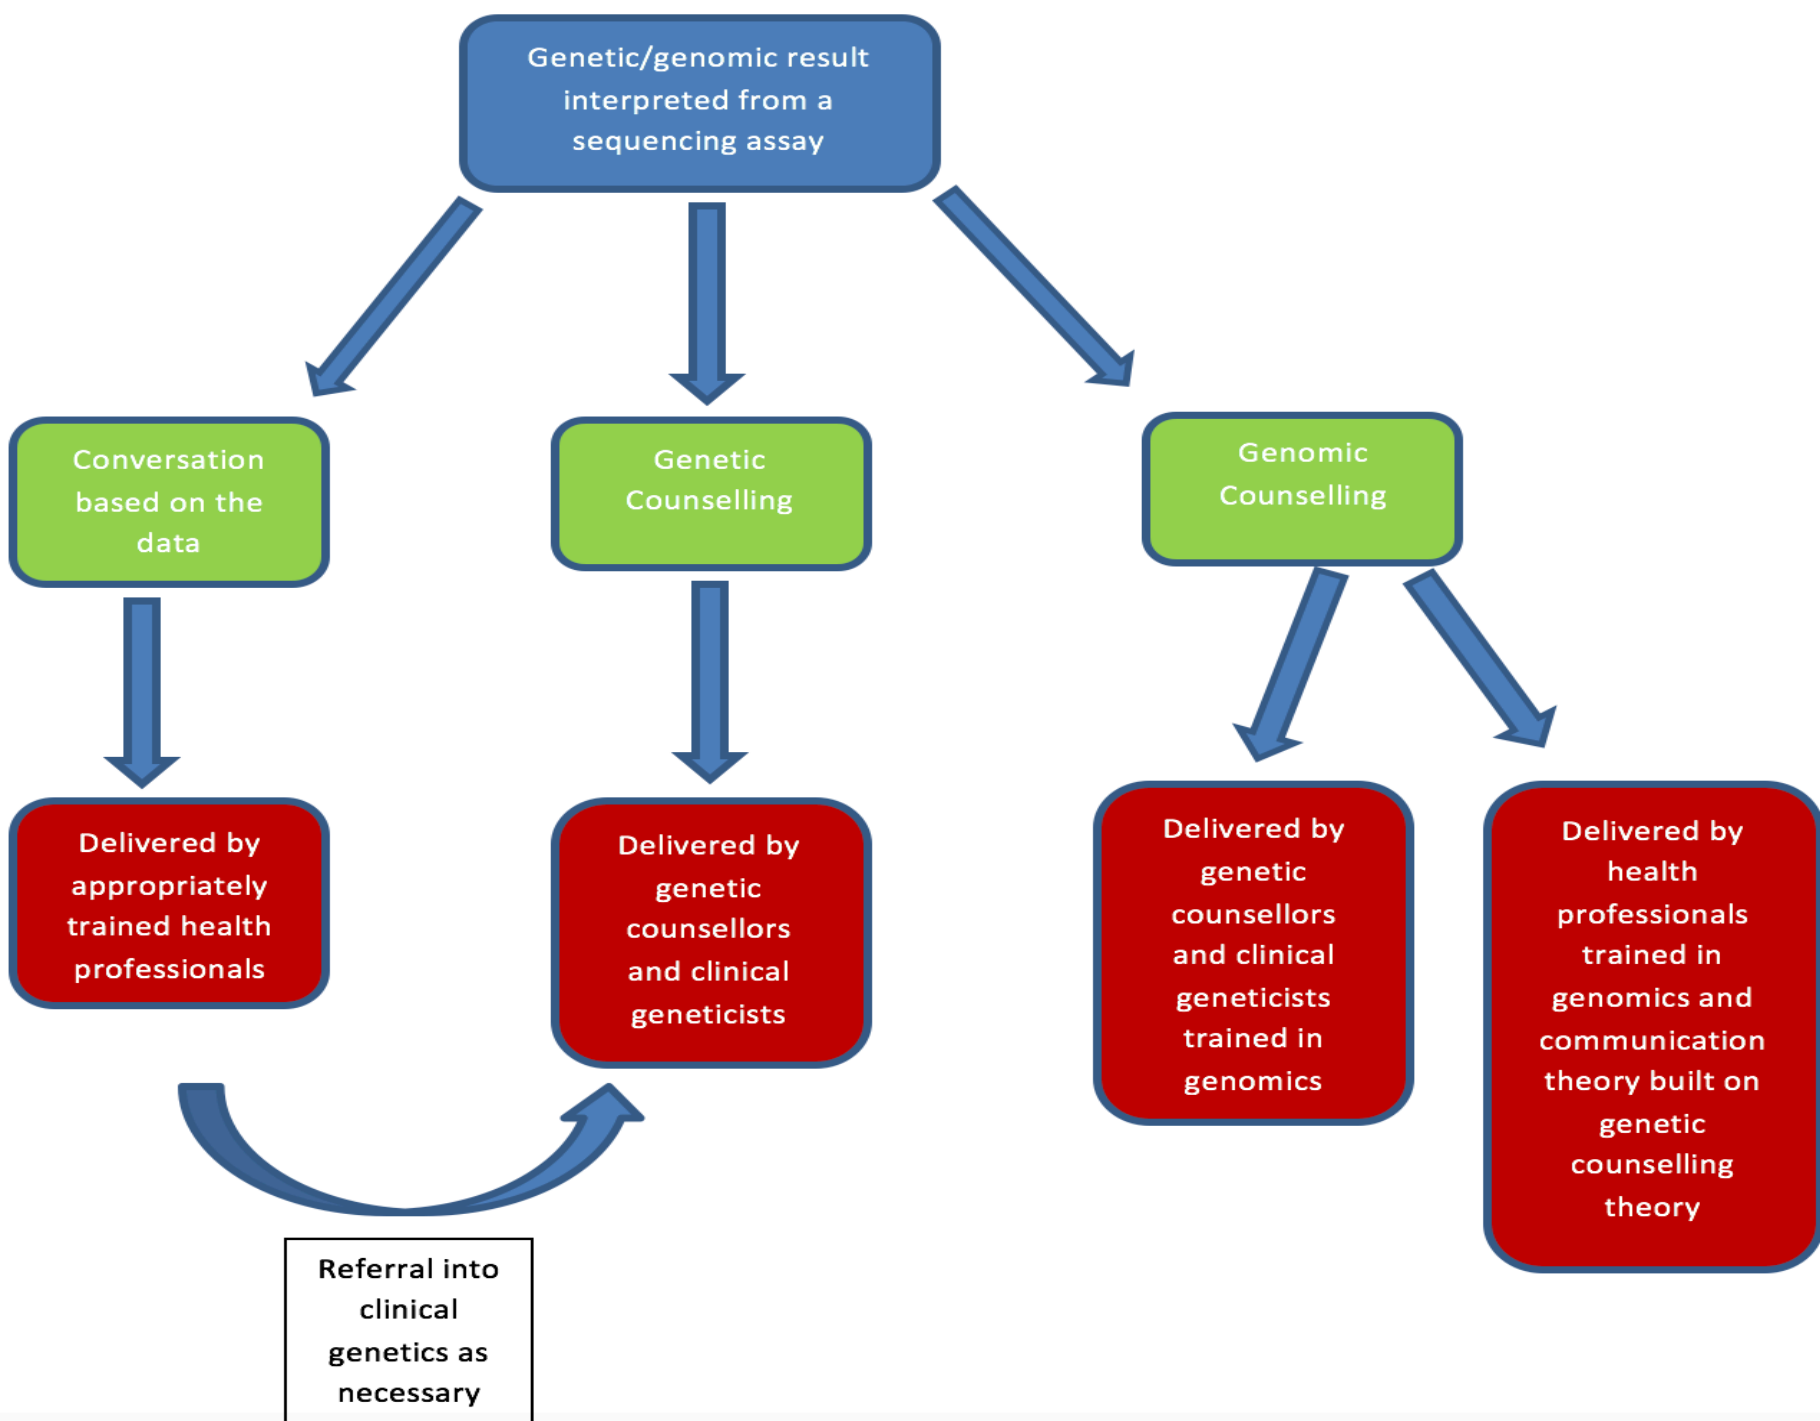 Genetic/genomic result
interpreted from a
sequencing assay
Conversation
based on the
data
Genetic
Counselling
Genomic
Counselling
Delivered by
appropriately
trained health
professionals
Delivered by
genetic
counsellors
and clinical
geneticists
Delivered by
genetic
counsellors
and clinical
geneticists
trained in
genomics
Delivered by
health
professionals
trained in
genomics and
communication
theory built on
genetic
counselling
theory
Referral into
clinical
genetics as
necessary